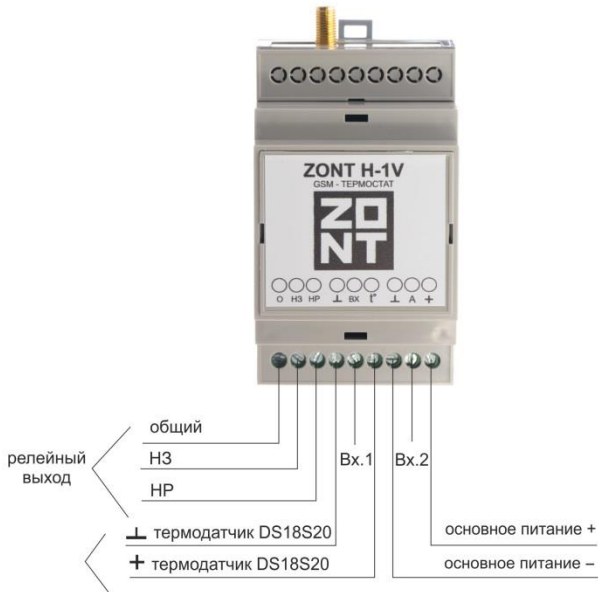 ZONT H-1V
GSM - ТЕРМОСТАТ
ZO
NT
О НЗ НР ⊥ ВХ t° ⊥ А +
общий
НЗ
НР
релейный
выход
Вх.1 Вх.2
⊥ термодатчик DS18S20
+ термодатчик DS18S20
основное питание +
основное питание –